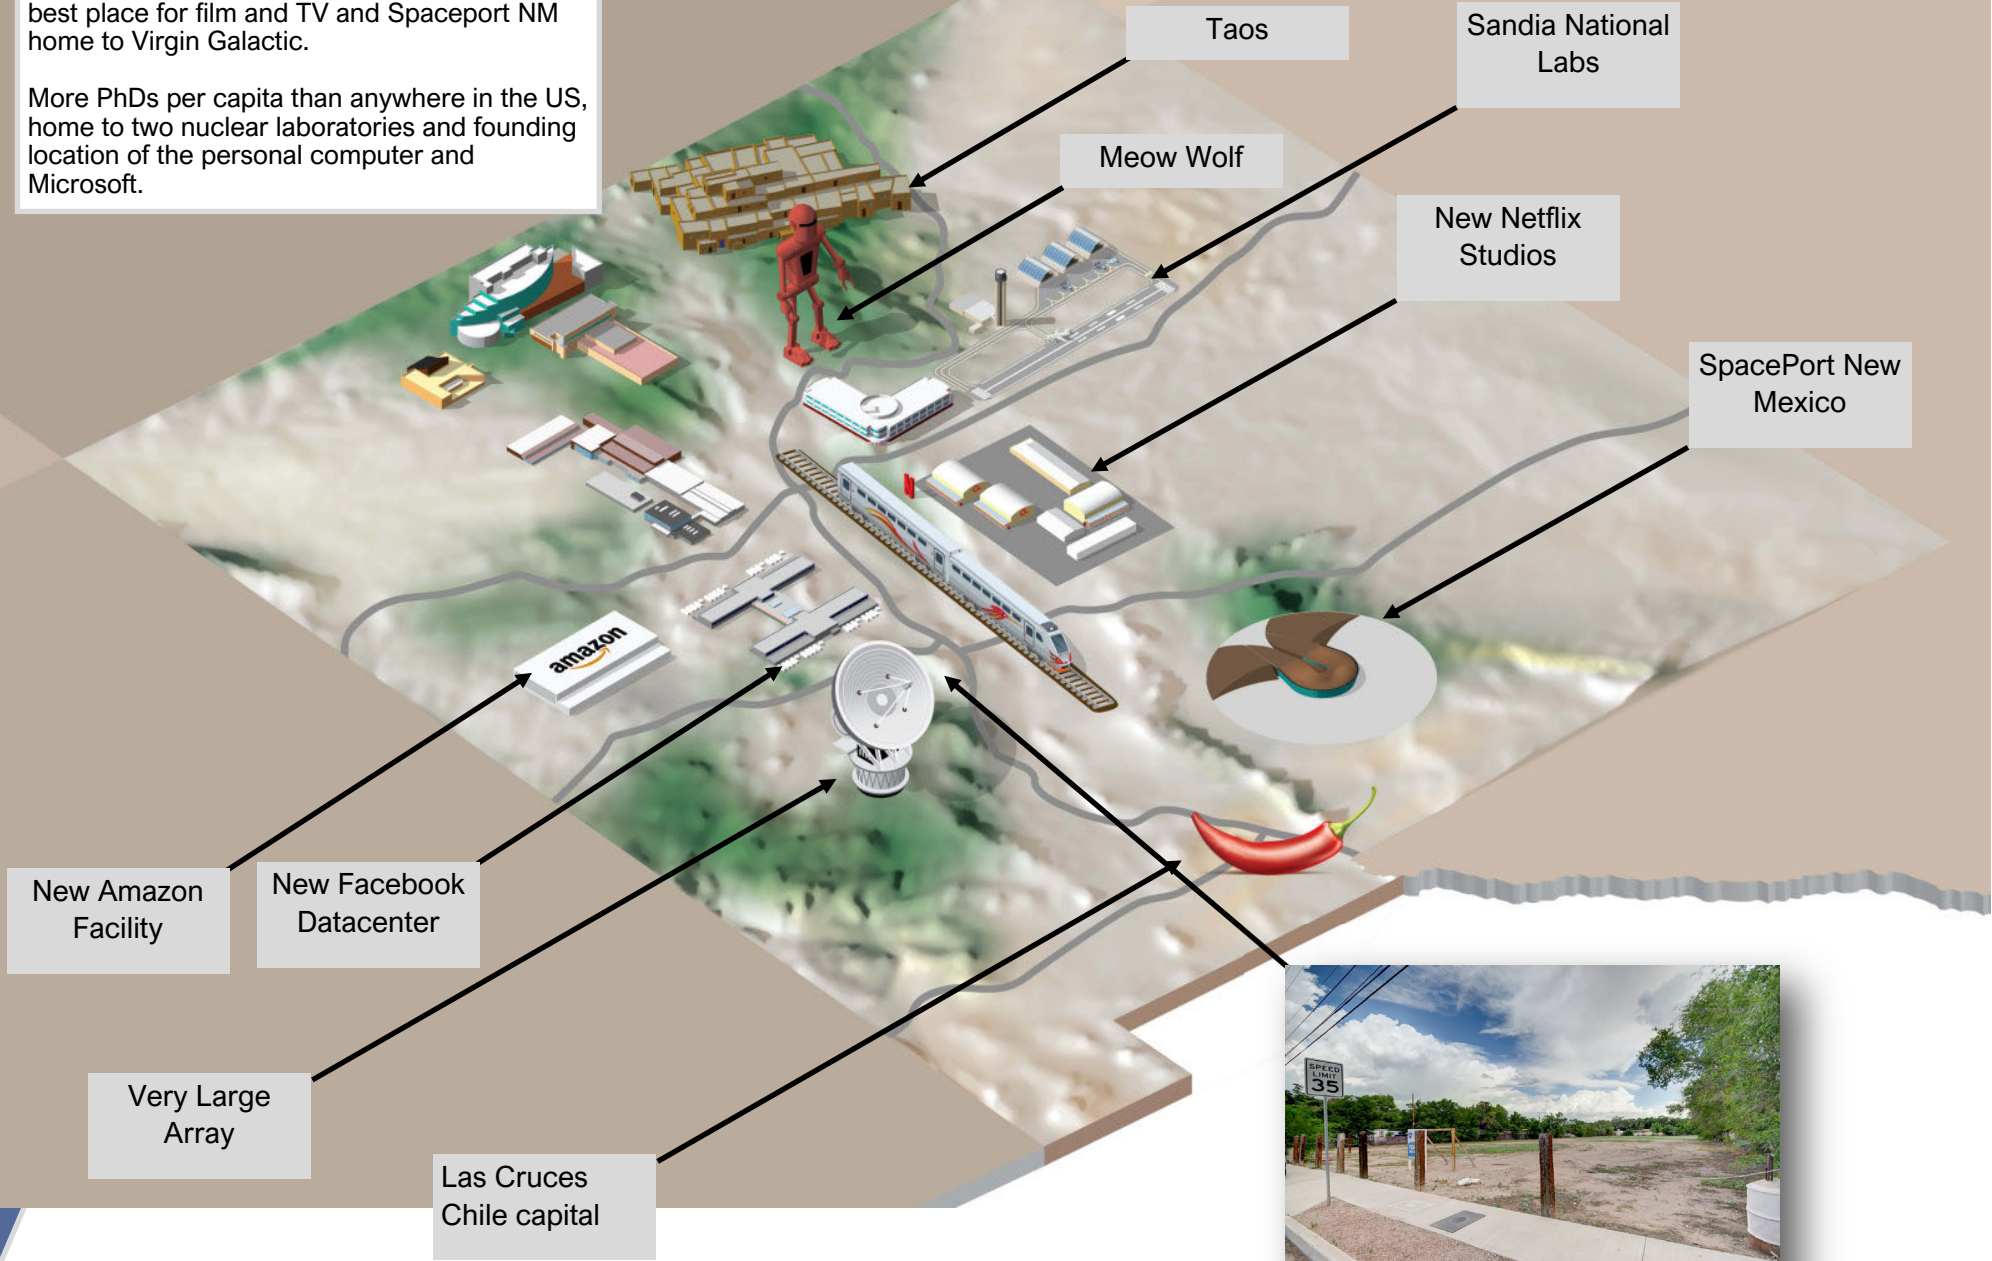 best place for film and TV and Spaceport NM
home to Virgin Galactic.
More PhDs per capita than anywhere in the US,
home to two nuclear laboratories and founding
location of the personal computer and
Microsoft.
Taos
Sandia National
Labs
Meow Wolf
New Netflix
Studios
SpacePort New
Mexico
N
amazon
New Amazon
Facility
New Facebook
Datacenter
Very Large
Array
Las Cruces
Chile capital
SPEED
LIMIT
35